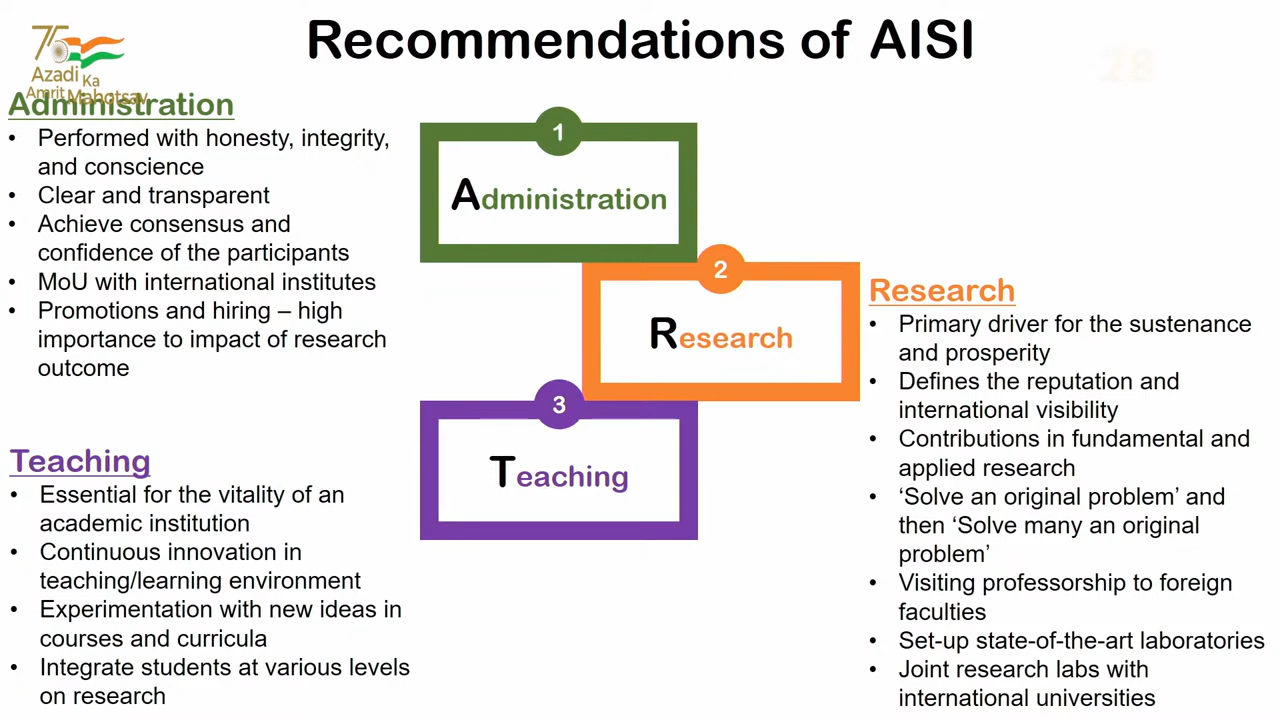 Recommendations of AISI
75
Azadi
Ka
Amrit
Mahotsav
28
Administration
• Performed with honesty, integrity,
and conscience
• Clear and transparent
• Achieve consensus and
confidence of the participants
• MoU with international institutes
• Promotions and hiring – high
importance to impact of research
outcome
1
Administration
2
Research
3
Teaching
Teaching
• Essential for the vitality of an
academic institution
• Continuous innovation in
teaching/learning environment
• Experimentation with new ideas in
courses and curricula
• Integrate students at various levels
on research
Research
• Primary driver for the sustenance
and prosperity
• Defines the reputation and
international visibility
• Contributions in fundamental and
applied research
• ‘Solve an original problem’ and
then ‘Solve many an original
problem’
• Visiting professorship to foreign
faculties
• Set-up state-of-the-art laboratories
• Joint research labs with
international universities